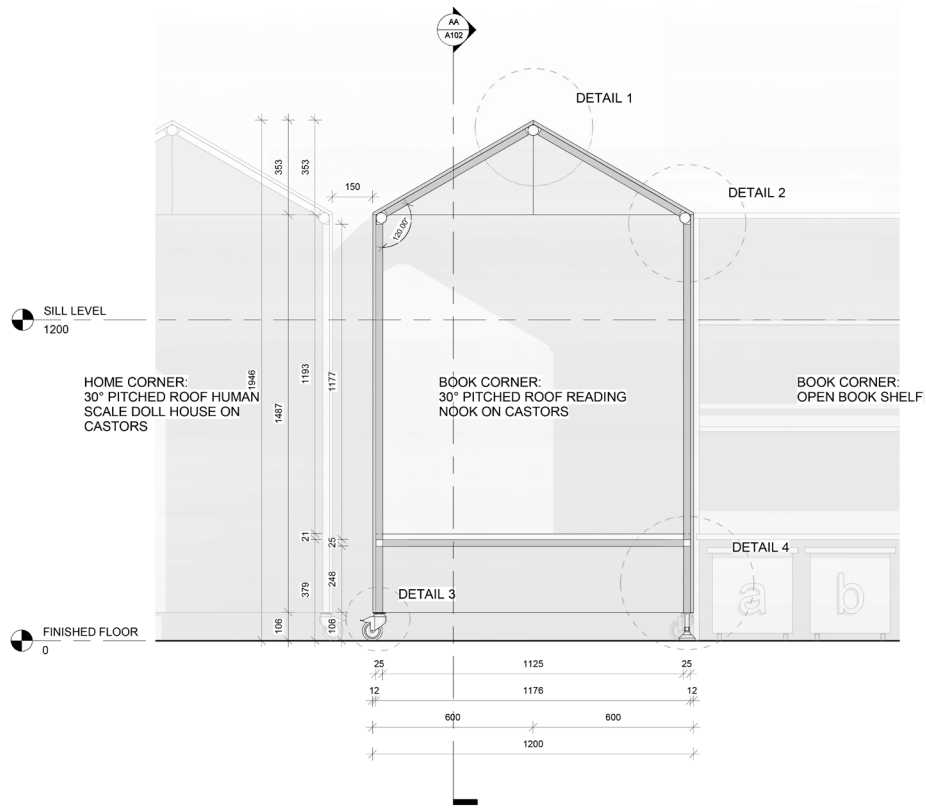 AA
A102
DETAIL 1
353
353
150
DETAIL 2
120.00°
SILL LEVEL
1200
HOME CORNER:
30° PITCHED ROOF HUMAN
SCALE DOLL HOUSE ON
CASTORS
1946
1487
1193
1177
BOOK CORNER:
30° PITCHED ROOF READING
NOOK ON CASTORS
BOOK CORNER:
OPEN BOOK SHELF
21
25
379
248
106
106
DETAIL 3
DETAIL 4
a
b
FINISHED FLOOR
0
25
1125
25
12
1176
12
600
600
1200